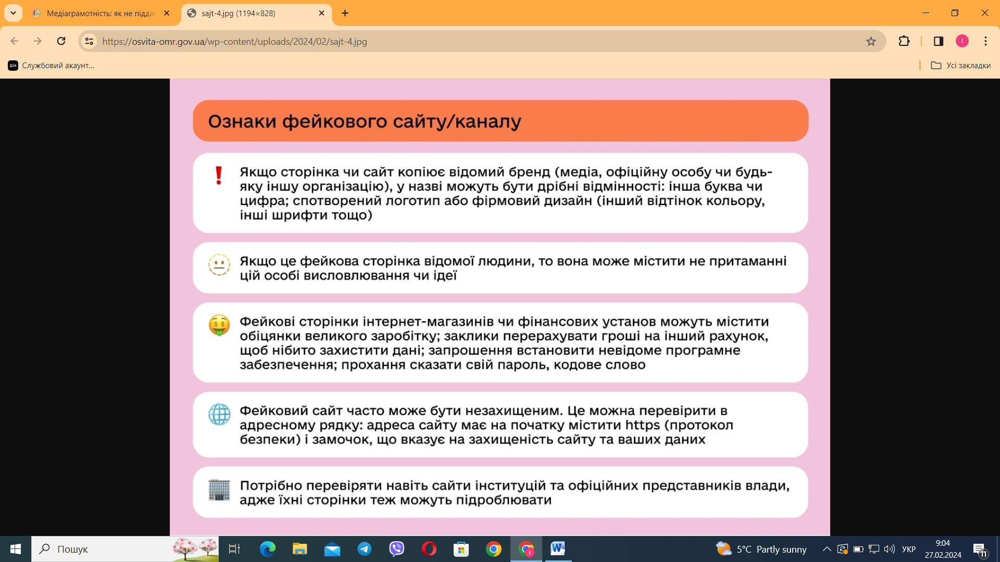 Медіаграмотність: як не підда
sajt-4.jpg (1194×828)
https://osvita-omr.gov.ua/wp-content/uploads/2024/02/sajt-4.jpg
I
Дія
Службовий акаунт...
Усі закладки
Ознаки фейкового сайту/каналу
Якщо сторінка чи сайт копіює відомий бренд (медіа, офіційну особу чи будь-
яку іншу організацію), у назві можуть бути дрібні відмінності: інша буква чи
цифра; спотворений логотип або фірмовий дизайн (інший відтінок кольору,
інші шрифти тощо)
Якщо це фейкова сторінка відомої людини, то вона може містити не притаманні
цій особі висловлювання чи ідеї
Фейкові сторінки інтернет-магазинів чи фінансових установ можуть містити
обіцянки великого заробітку; заклики перерахувати гроші на інший рахунок,
щоб нібито захистити дані; запрошення встановити невідоме програмне
забезпечення; прохання сказати свій пароль, кодове слово
Фейковий сайт часто може бути незахищеним. Це можна перевірити в
адресному рядку: адреса сайту має на початку містити https (протокол
безпеки) і замочок, що вказує на захищеність сайту та ваших даних
Потрібно перевіряти навіть сайти інституцій та офіційних представників влади,
адже їхні сторінки теж можуть підроблювати
Пошук
5°C Partly sunny
УКР
9:04
27.02.2024
11